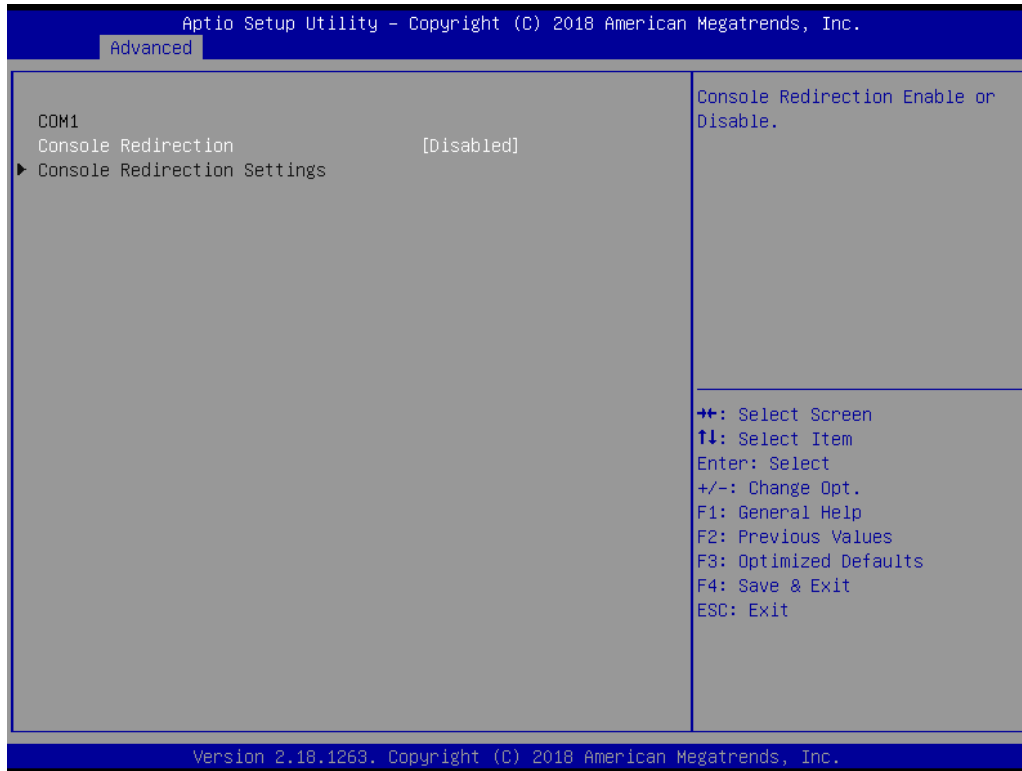 Aptio Setup Utility – Copyright (C) 2018 American Megatrends, Inc.
Advanced
COM1
Console Redirection [Disabled]
▶ Console Redirection Settings
Console Redirection Enable or
Disable.
→←: Select Screen
↑↓: Select Item
Enter: Select
+/-: Change Opt.
F1: General Help
F2: Previous Values
F3: Optimized Defaults
F4: Save & Exit
ESC: Exit
Version 2.18.1263. Copyright (C) 2018 American Megatrends, Inc.